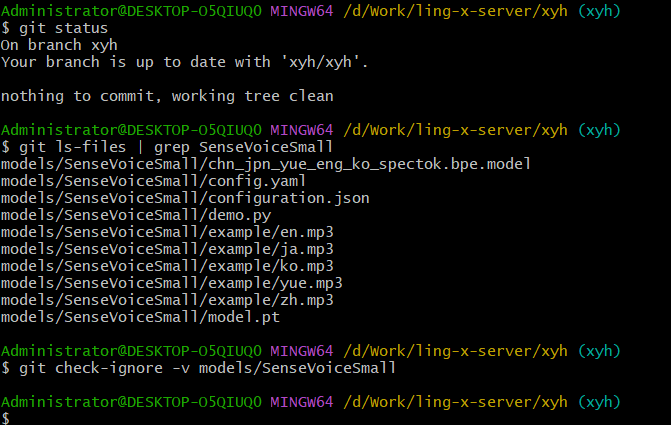 Administrator@DESKTOP-O5QIUQO MINGW64 /d/Work/ling-x-server/xyh (xyh)
$ git status
On branch xyh
Your branch is up to date with 'xyh/xyh'.
nothing to commit, working tree clean
Administrator@DESKTOP-O5QIUQO MINGW64 /d/Work/ling-x-server/xyh (xyh)
$ git ls-files | grep SenseVoiceSmall
models/SenseVoiceSmall/chn_jpn_yue_eng_ko_spectok.bpe.model
models/SenseVoiceSmall/config.yaml
models/SenseVoiceSmall/configuration.json
models/SenseVoiceSmall/demo.py
models/SenseVoiceSmall/example/en.mp3
models/SenseVoiceSmall/example/ja.mp3
models/SenseVoiceSmall/example/ko.mp3
models/SenseVoiceSmall/example/yue.mp3
models/SenseVoiceSmall/example/zh.mp3
models/SenseVoiceSmall/model.pt
Administrator@DESKTOP-O5QIUQO MINGW64 /d/Work/ling-x-server/xyh (xyh)
$ git check-ignore -v models/SenseVoiceSmall
Administrator@DESKTOP-O5QIUQO MINGW64 /d/Work/ling-x-server/xyh (xyh)
$